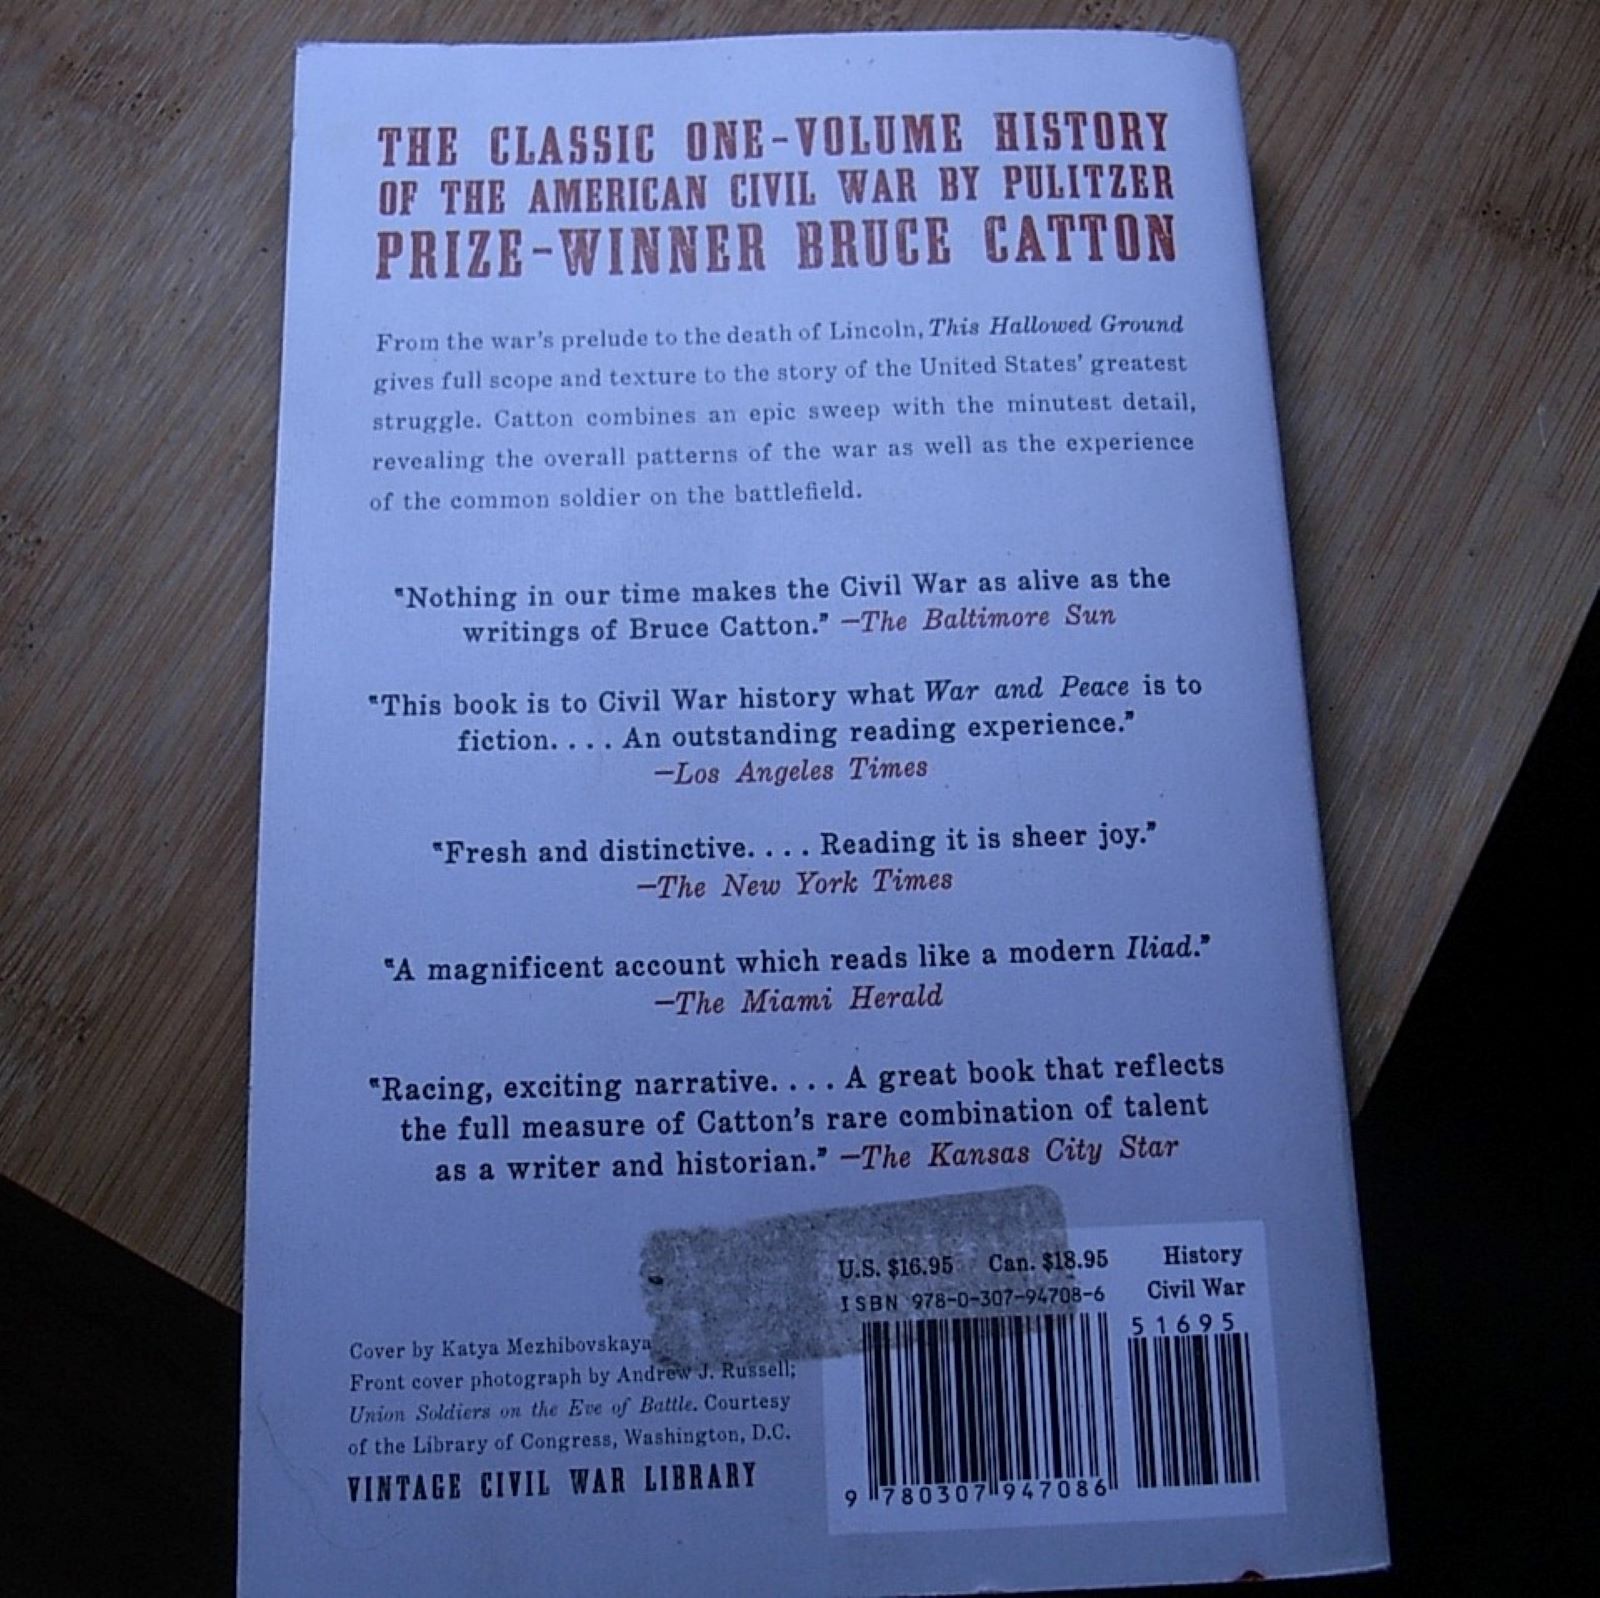 THE CLASSIC ONE-VOLUME HISTORY
OF THE AMERICAN CIVIL WAR BY PULITZER
PRIZE-WINNER BRUCE CATTON
From the war's prelude to the death of Lincoln, This Hallowed Ground
gives full scope and texture to the story of the United States' greatest
struggle. Catton combines an epic sweep with the minutest detail,
revealing the overall patterns of the war as well as the experience
of the common soldier on the battlefield.
"Nothing in our time makes the Civil War as alive as the
writings of Bruce Catton." —The Baltimore Sun
"This book is to Civil War history what War and Peace is to
fiction. . . . An outstanding reading experience."
—Los Angeles Times
"Fresh and distinctive. . . . Reading it is sheer joy."
—The New York Times
"A magnificent account which reads like a modern Iliad."
—The Miami Herald
"Racing, exciting narrative. . . . A great book that reflects
the full measure of Catton's rare combination of talent
as a writer and historian." —The Kansas City Star
Cover by Katya Mezhibovskaya
Front cover photograph by Andrew J. Russell;
Union Soldiers on the Eve of Battle. Courtesy
of the Library of Congress, Washington, D.C.
VINTAGE CIVIL WAR LIBRARY
U.S. $16.95 Can. $18.95
ISBN 978-0-307-94708-6
History
Civil War
51695
9 780307 947086